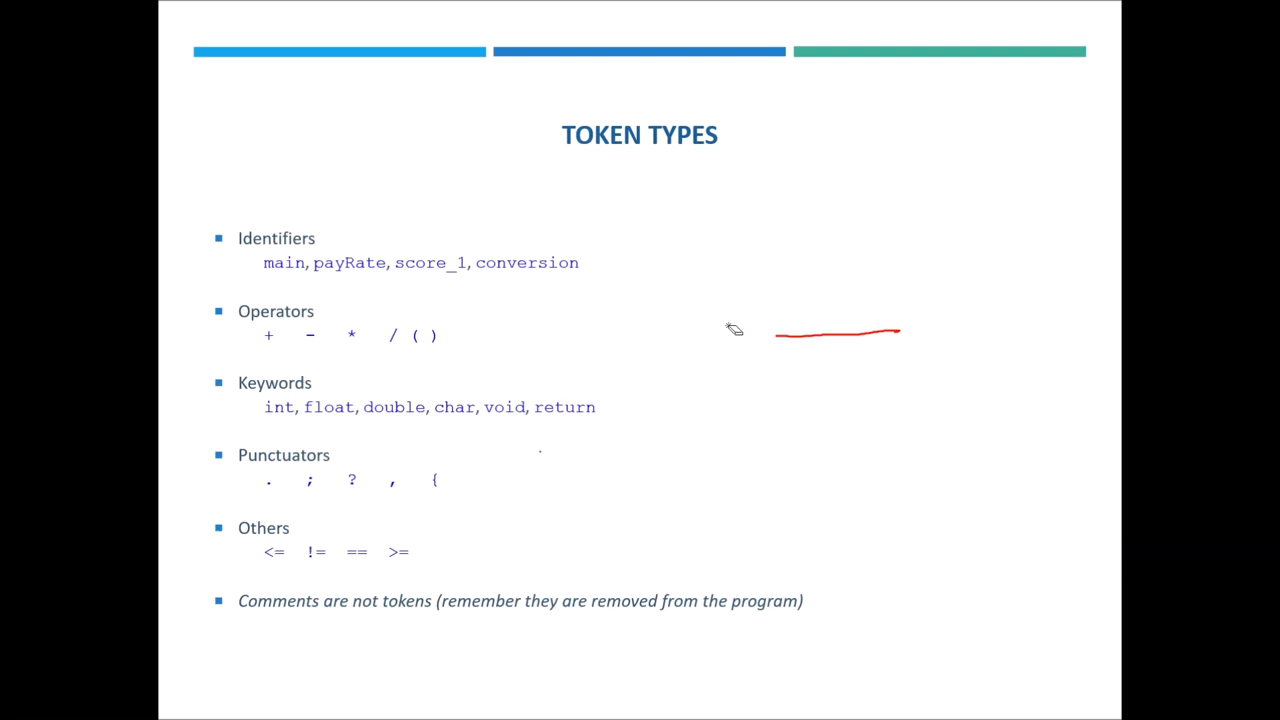 TOKEN TYPES
Identifiers
main, payRate, score_1, conversion
Operators
+ - * / ( )
Keywords
int, float, double, char, void, return
Punctuators
. ; ? , {
Others
<= != == >=
Comments are not tokens (remember they are removed from the program)